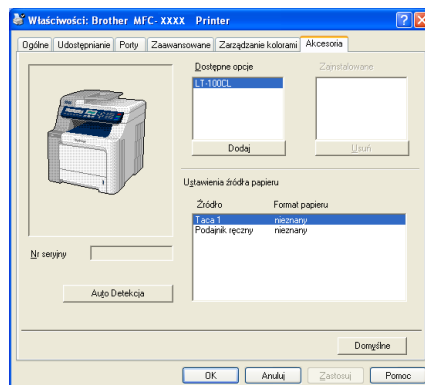 Właściwości: Brother MFC-XXXX Printer
Ogólne Udostępnianie Porty Zaawansowane Zarządzanie kolorami Akcesoria
Dostępne opcje Zainstalowane
LT-100CL
Dodaj Usuń
Ustawienia źródła papieru
Źródło Format papieru
Taca 1 nieznany
Podajnik ręczny nieznany
Nr seryjny
Auto Detekcja
Domyślne
OK Anuluj Zastosuj Pomoc